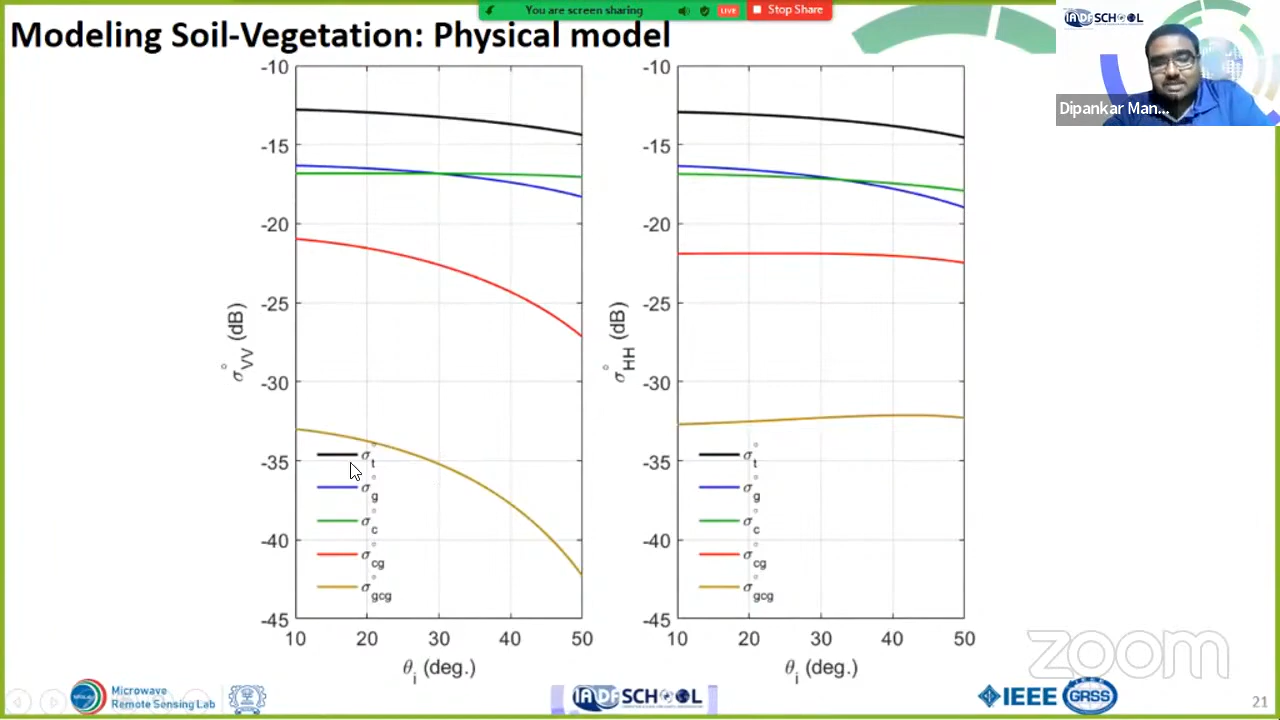 You are screen sharing
LIVE
Stop Share
Modeling Soil-Vegetation: Physical model
SCHOOL
Dipankar Man...
-10
-15
-20
-25
-30
-35
-40
-45
10
20
30
40
50
σ°VV (dB)
θi (deg.)
σ°t
σ°g
σ°c
σ°cg
σ°gcg
-10
-15
-20
-25
-30
-35
-40
-45
10
20
30
40
50
σ°HH (dB)
θi (deg.)
σ°t
σ°g
σ°c
σ°cg
σ°gcg
zoom
Microwave
Remote Sensing Lab
SCHOOL
IEEE GRSS
21